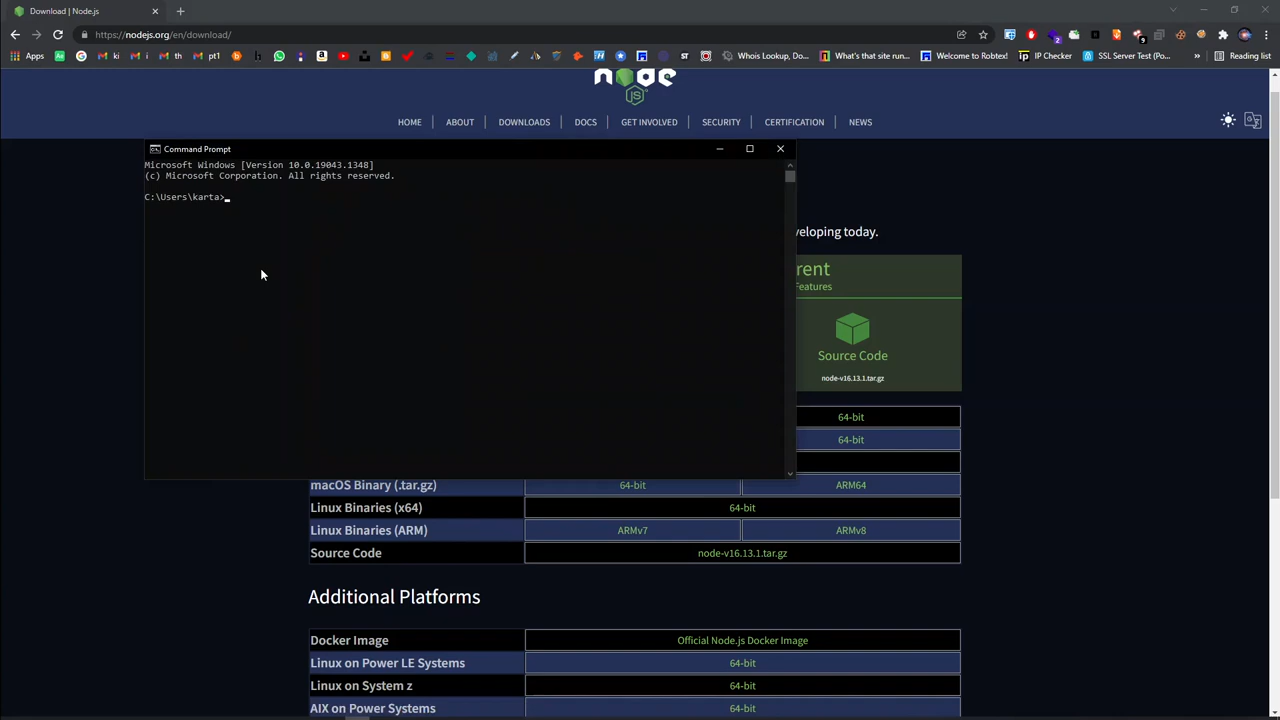 Download | Node.js
https://nodejs.org/en/download/
Apps
ki
th
pt1
ST
Whois Lookup, Do...
What's that site run...
Welcome to Robtex!
IP Checker
SSL Server Test (Po...
Reading list
node
JS
HOME
ABOUT
DOWNLOADS
DOCS
GET INVOLVED
SECURITY
CERTIFICATION
NEWS
Command Prompt
Microsoft Windows [Version 10.0.19043.1348]
(c) Microsoft Corporation. All rights reserved.
C:\Users\karta>
veloping today.
rent
Features
Source Code
node-v16.13.1.tar.gz
64-bit
64-bit
macOS Binary (.tar.gz) 64-bit ARM64
Linux Binaries (x64) 64-bit
Linux Binaries (ARM) ARMv7 ARMv8
Source Code node-v16.13.1.tar.gz
Additional Platforms
Docker Image Official Node.js Docker Image
Linux on Power LE Systems 64-bit
Linux on System z 64-bit
AIX on Power Systems 64-bit